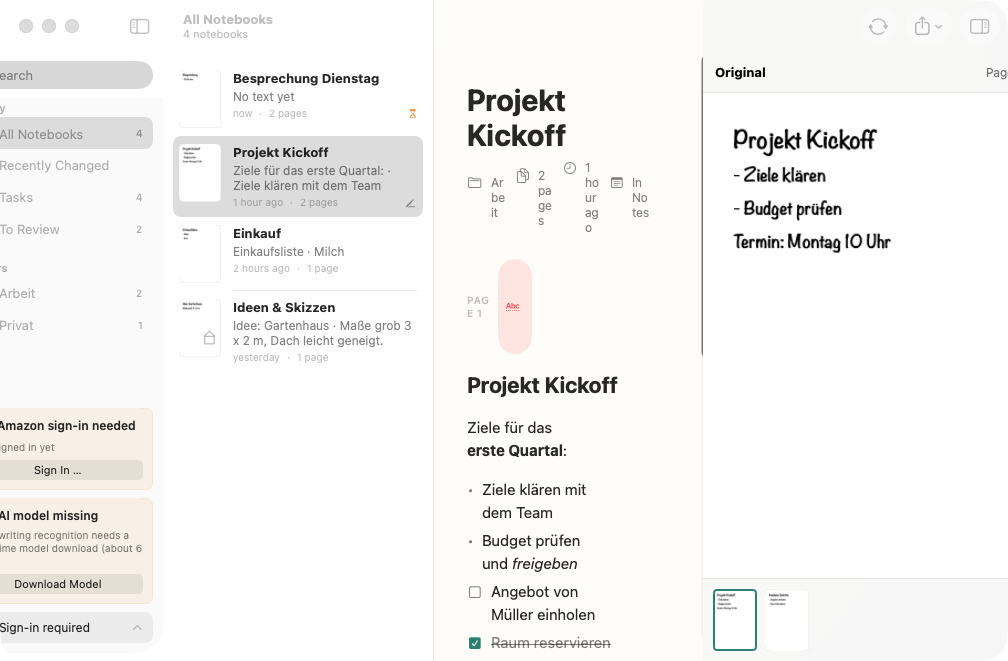 All Notebooks
4 notebooks
earch
y
All Notebooks 4
Recently Changed
Tasks 4
To Review 2
rs
Arbeit 2
Privat 1
Amazon sign-in needed
igned in yet
Sign In ...
AI model missing
writing recognition needs a
ime model download (about 6
Download Model
Sign-in required
Besprechung Dienstag
No text yet
now · 2 pages
Projekt Kickoff
Ziele für das erste Quartal: ·
Ziele klären mit dem Team
1 hour ago · 2 pages
Einkauf
Einkaufsliste · Milch
2 hours ago · 1 page
Ideen & Skizzen
Idee: Gartenhaus · Maße grob 3
x 2 m, Dach leicht geneigt.
yesterday · 1 page
Projekt
Kickoff
Ar
be
it
2
pa
ge
s
1
ho
ur
ag
o
In
No
tes
PAG
E 1
Abc
Projekt Kickoff
Ziele für das
erste Quartal:
• Ziele klären mit
dem Team
• Budget prüfen
und freigeben
☐ Angebot von
Müller einholen
☑ Raum reservieren
Original
Pag
Projekt Kickoff
- Ziele klären
- Budget prüfen
Termin: Montag 10 Uhr